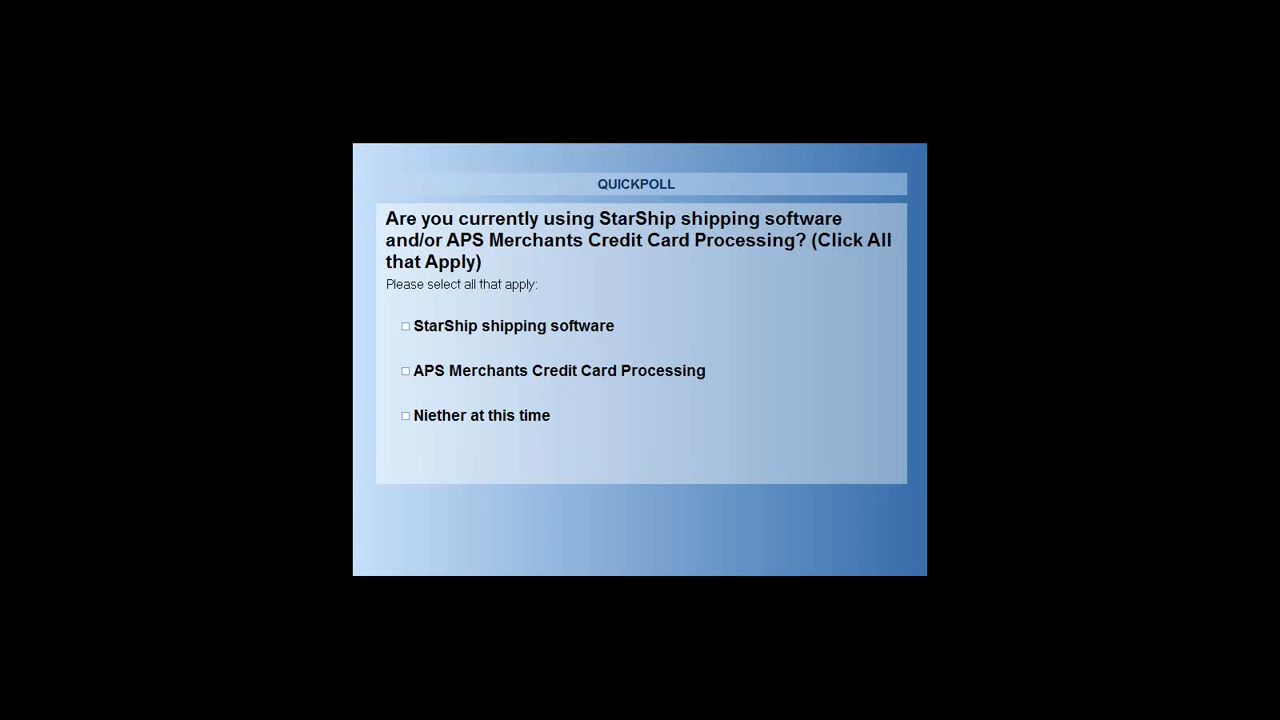 QUICKPOLL
Are you currently using StarShip shipping software
and/or APS Merchants Credit Card Processing? (Click All
that Apply)
Please select all that apply:
StarShip shipping software
APS Merchants Credit Card Processing
Niether at this time